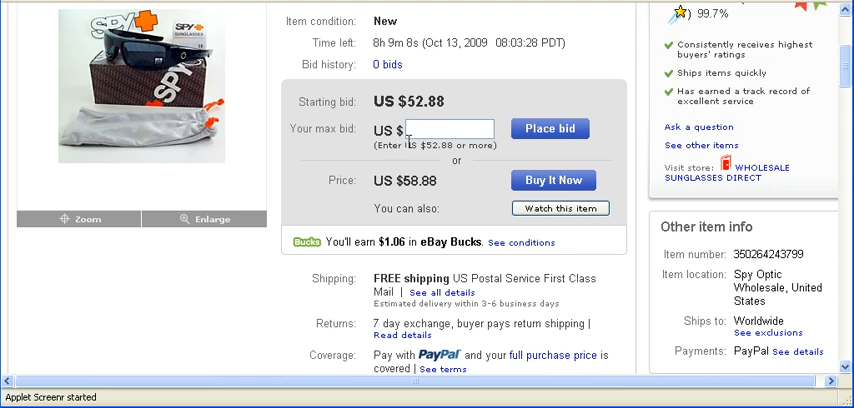 SPY
SUNGLASSES
SPY
Zoom
Enlarge
Item condition: New
Time left: 8h 9m 8s (Oct 13, 2009 08:03:28 PDT)
Bid history: 0 bids
Starting bid: US $52.88
Your max bid: US $ Place bid
(Enter US $52.88 or more)
or
Price: US $58.88 Buy It Now
You can also: Watch this item
Bucks You'll earn $1.06 in eBay Bucks. See conditions
Shipping: FREE shipping US Postal Service First Class
Mail | See all details
Estimated delivery within 3-6 business days
Returns: 7 day exchange, buyer pays return shipping |
Read details
Coverage: Pay with PayPal and your full purchase price is
covered | See terms
99.7%
Consistently receives highest
buyers' ratings
Ships items quickly
Has earned a track record of
excellent service
Ask a question
See other items
Visit store: WHOLESALE
SUNGLASSES DIRECT
Other item info
Item number: 350264243799
Item location: Spy Optic
Wholesale, United
States
Ships to: Worldwide
See exclusions
Payments: PayPal See details
Applet Screenr started